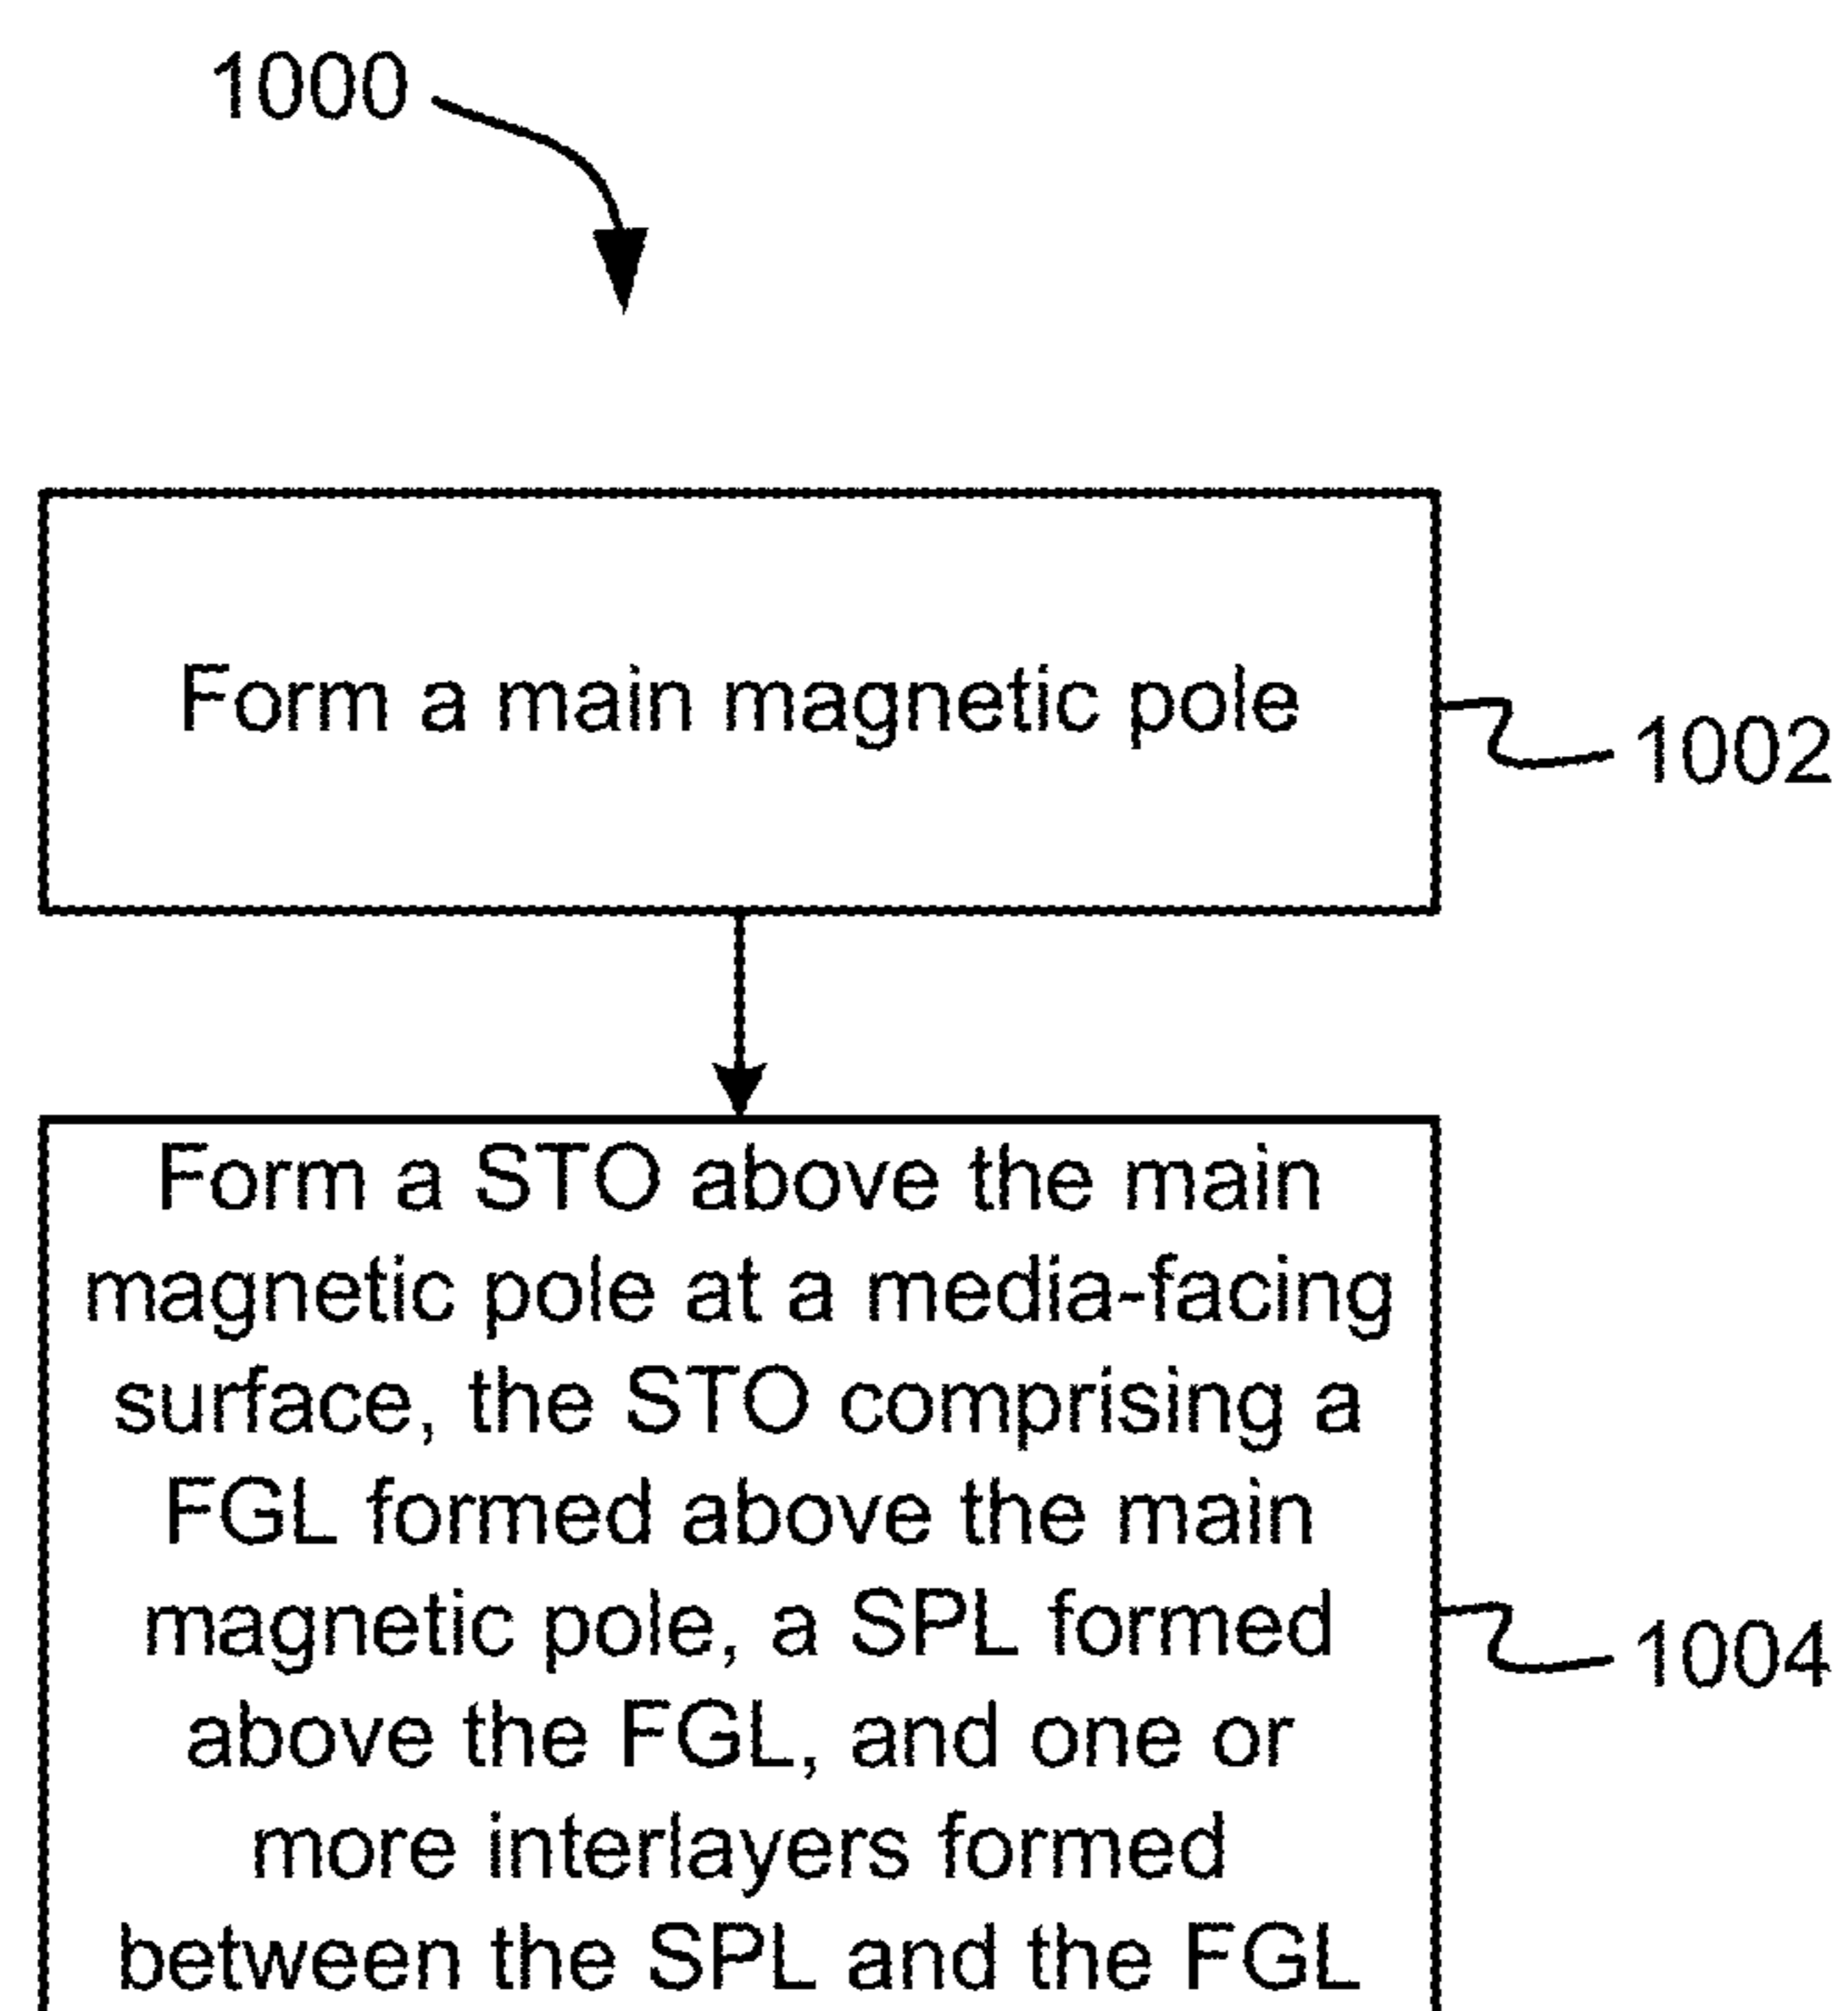 1000
Form a main magnetic pole
1002
Form a STO above the main
magnetic pole at a media-facing
surface, the STO comprising a
FGL formed above the main
magnetic pole, a SPL formed
above the FGL, and one or
more interlayers formed
between the SPL and the FGL
1004